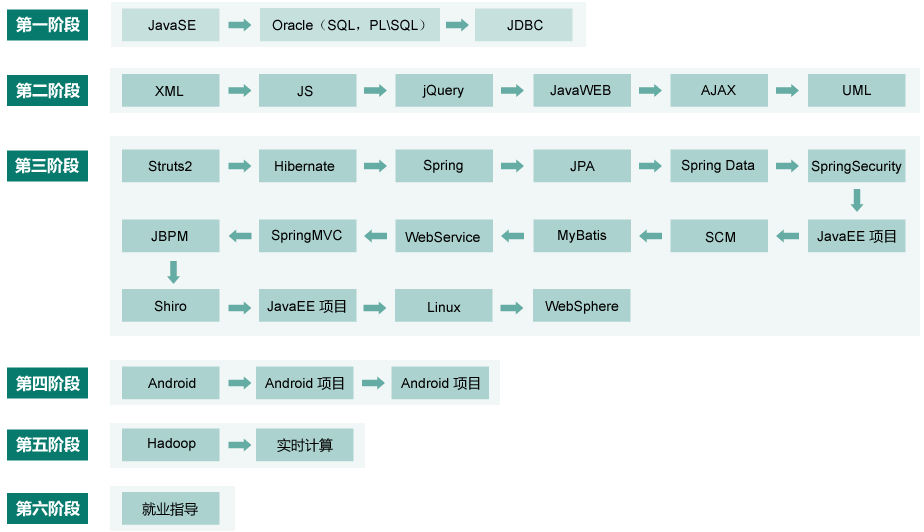 第一阶段
JavaSE
Oracle（SQL，PL\SQL）
JDBC
第二阶段
XML
JS
jQuery
JavaWEB
AJAX
UML
第三阶段
Struts2
Hibernate
Spring
JPA
Spring Data
SpringSecurity
JavaEE 项目
SCM
MyBatis
WebService
SpringMVC
JBPM
Shiro
JavaEE 项目
Linux
WebSphere
第四阶段
Android
Android 项目
Android 项目
第五阶段
Hadoop
实时计算
第六阶段
就业指导